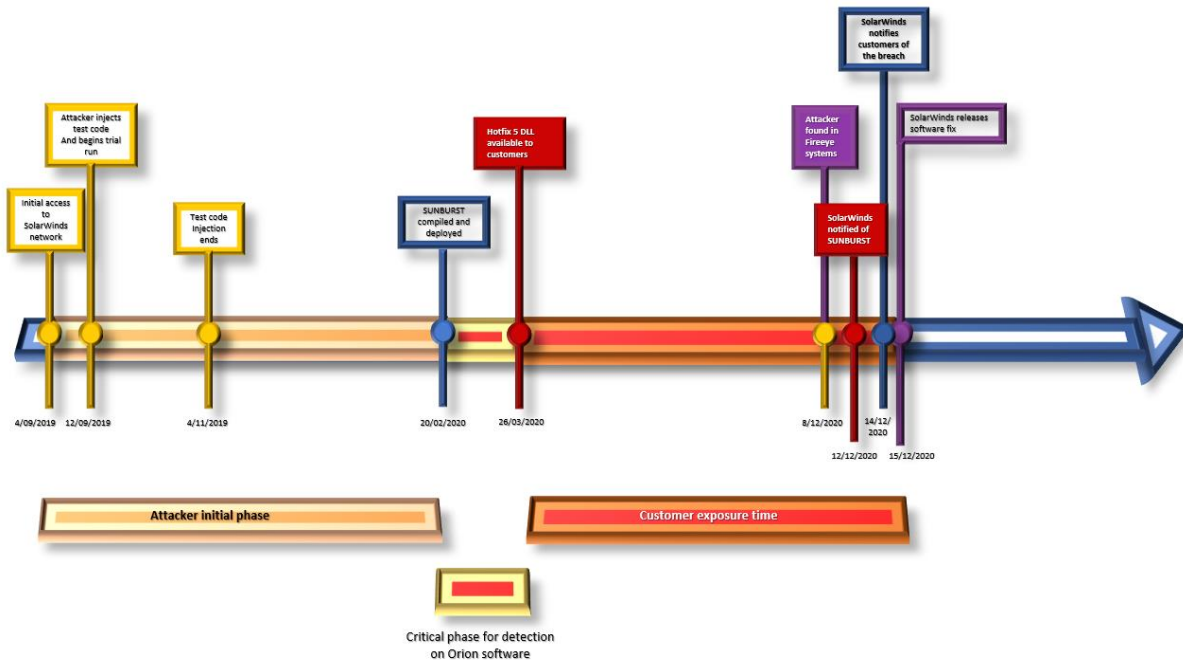 SolarWinds
notifies
customers of
the breach
Attacker injects
test code
And begins trial
run
Hotfix 5 DLL
available to
customers
Attacker
found in
Fireeye
systems
SolarWinds releases
software fix
Initial access
to
SolarWinds
network
Test code
Injection
ends
SUNBURST
compiled and
deployed
SolarWinds
notified of
SUNBURST
4/09/2019
12/09/2019
4/11/2019
20/02/2020
26/03/2020
8/12/2020
14/12/
2020
12/12/2020
15/12/2020
Attacker initial phase
Customer exposure time
Critical phase for detection
on Orion software